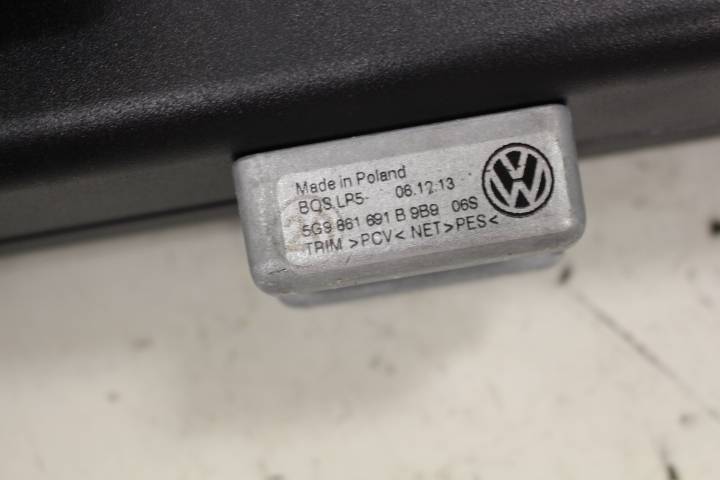 Made in Poland
BOS LP5- 06.12.13
5G9 861 691 B 9B9 06S
TRIM >PCV< NET >PES<